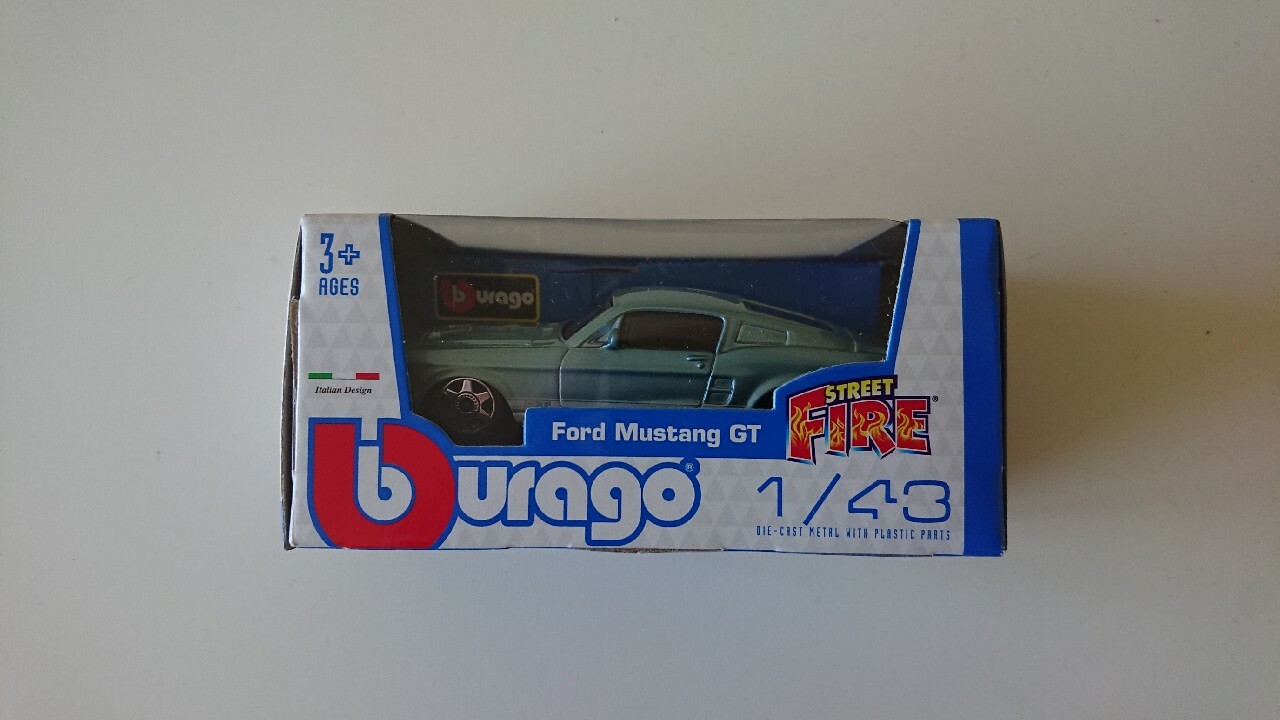 3+
AGES
burago
Italian Design
STREET
FIRE®
Ford Mustang GT
burago®
1/43
DIE-CAST METAL WITH PLASTIC PARTS